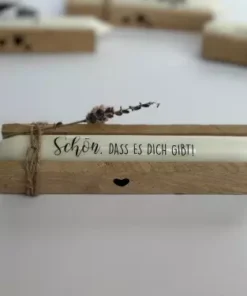 Schön, DASS ES DICH GIBT!